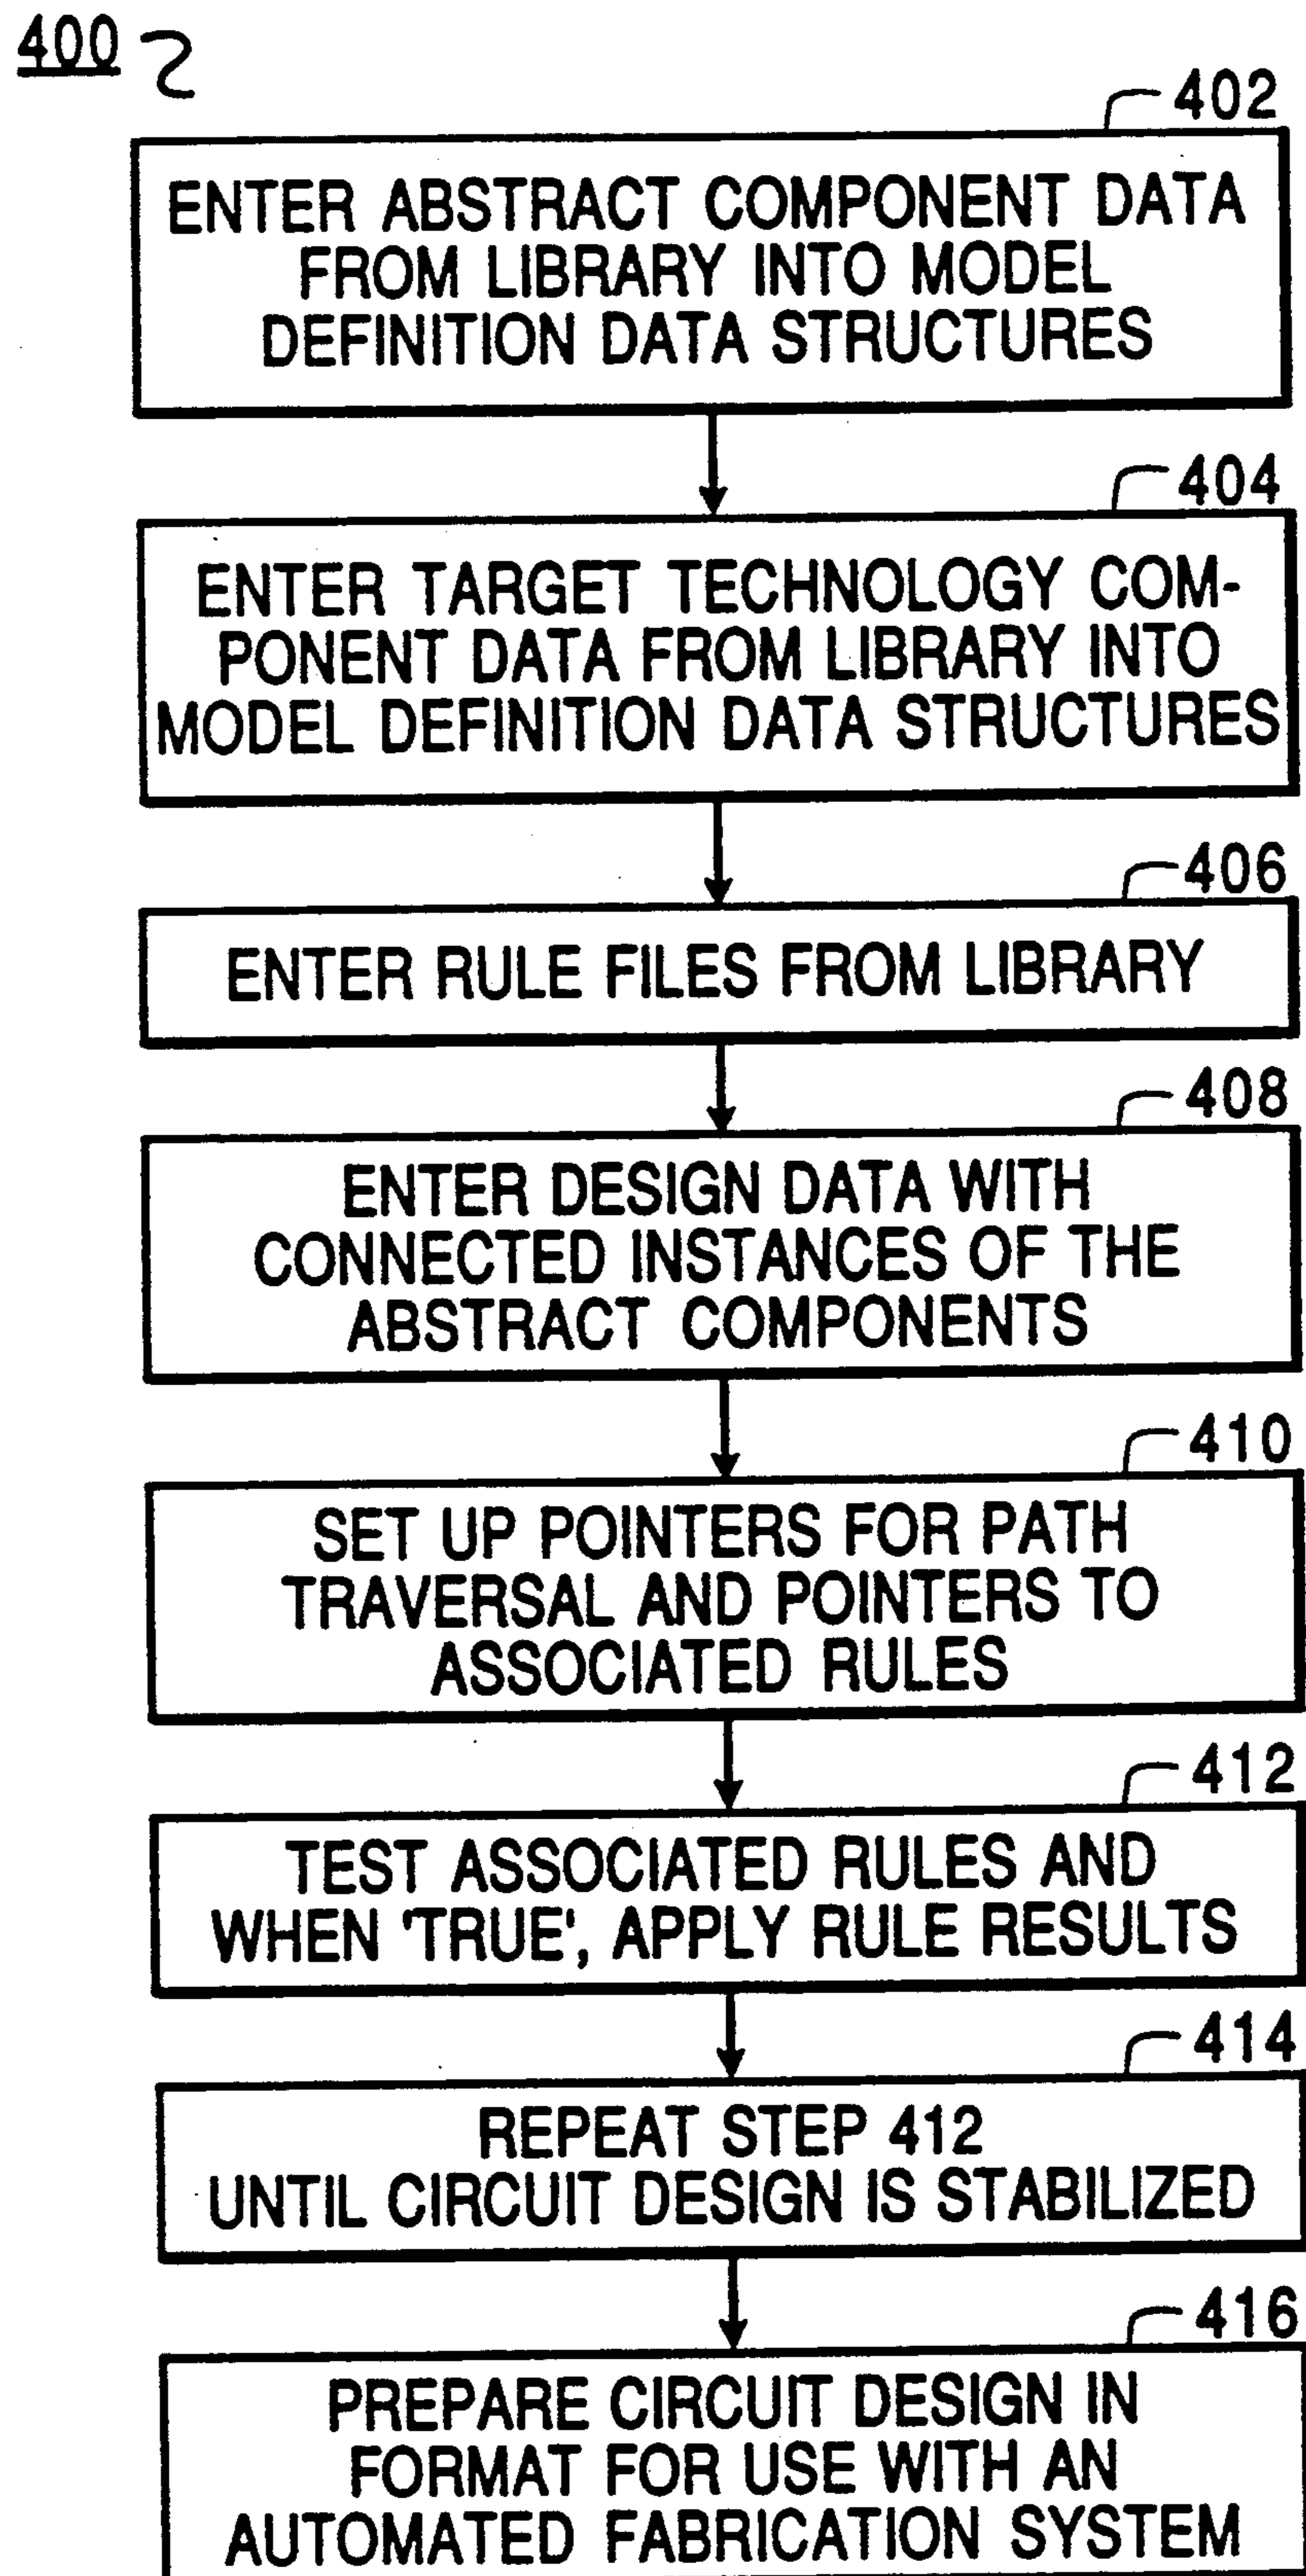 400
402
ENTER ABSTRACT COMPONENT DATA
FROM LIBRARY INTO MODEL
DEFINITION DATA STRUCTURES
404
ENTER TARGET TECHNOLOGY COM-
PONENT DATA FROM LIBRARY INTO
MODEL DEFINITION DATA STRUCTURES
406
ENTER RULE FILES FROM LIBRARY
408
ENTER DESIGN DATA WITH
CONNECTED INSTANCES OF THE
ABSTRACT COMPONENTS
410
SET UP POINTERS FOR PATH
TRAVERSAL AND POINTERS TO
ASSOCIATED RULES
412
TEST ASSOCIATED RULES AND
WHEN 'TRUE', APPLY RULE RESULTS
414
REPEAT STEP 412
UNTIL CIRCUIT DESIGN IS STABILIZED
416
PREPARE CIRCUIT DESIGN IN
FORMAT FOR USE WITH AN
AUTOMATED FABRICATION SYSTEM